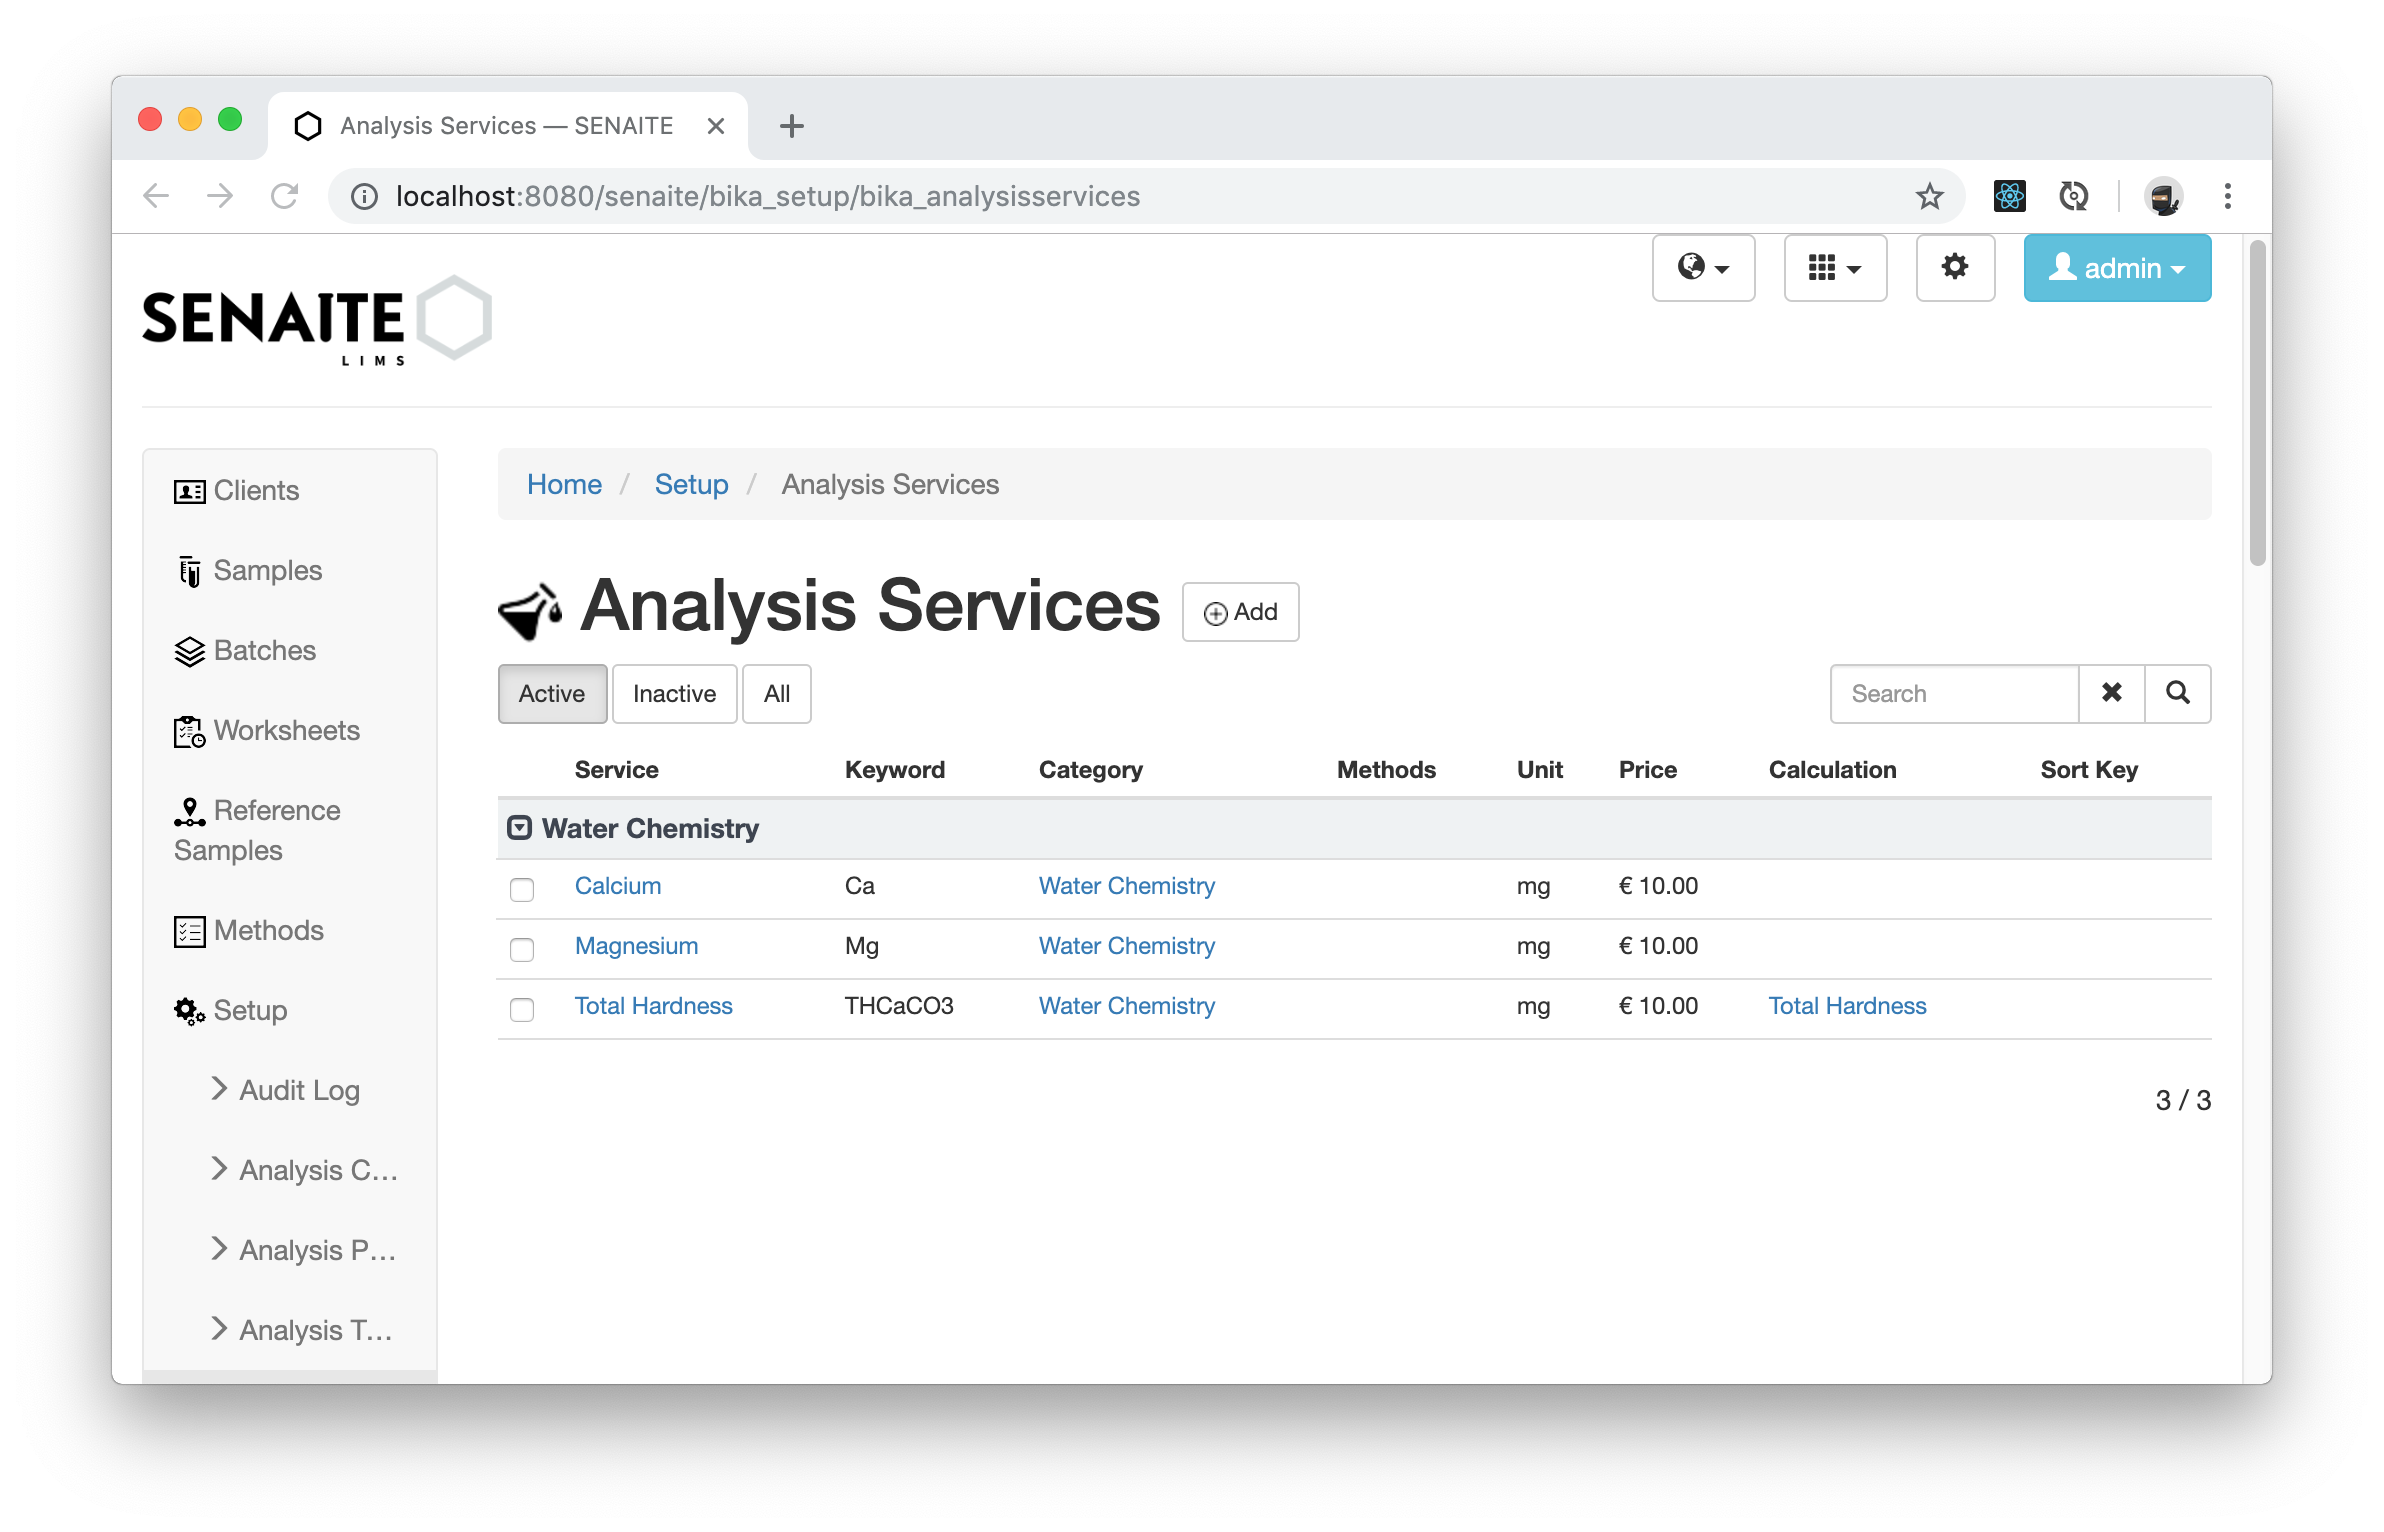 Analysis Services — SENAITE
localhost:8080/senaite/bika_setup/bika_analysisservices
admin
SENAITE
LIMS
Clients
Samples
Batches
Worksheets
Reference
Samples
Methods
Setup
Audit Log
Analysis C...
Analysis P...
Analysis T...
Home / Setup / Analysis Services
Analysis Services Add
Active Inactive All Search
Service Keyword Category Methods Unit Price Calculation Sort Key
Water Chemistry
Calcium Ca Water Chemistry mg € 10.00
Magnesium Mg Water Chemistry mg € 10.00
Total Hardness THCaCO3 Water Chemistry mg € 10.00 Total Hardness
3 / 3